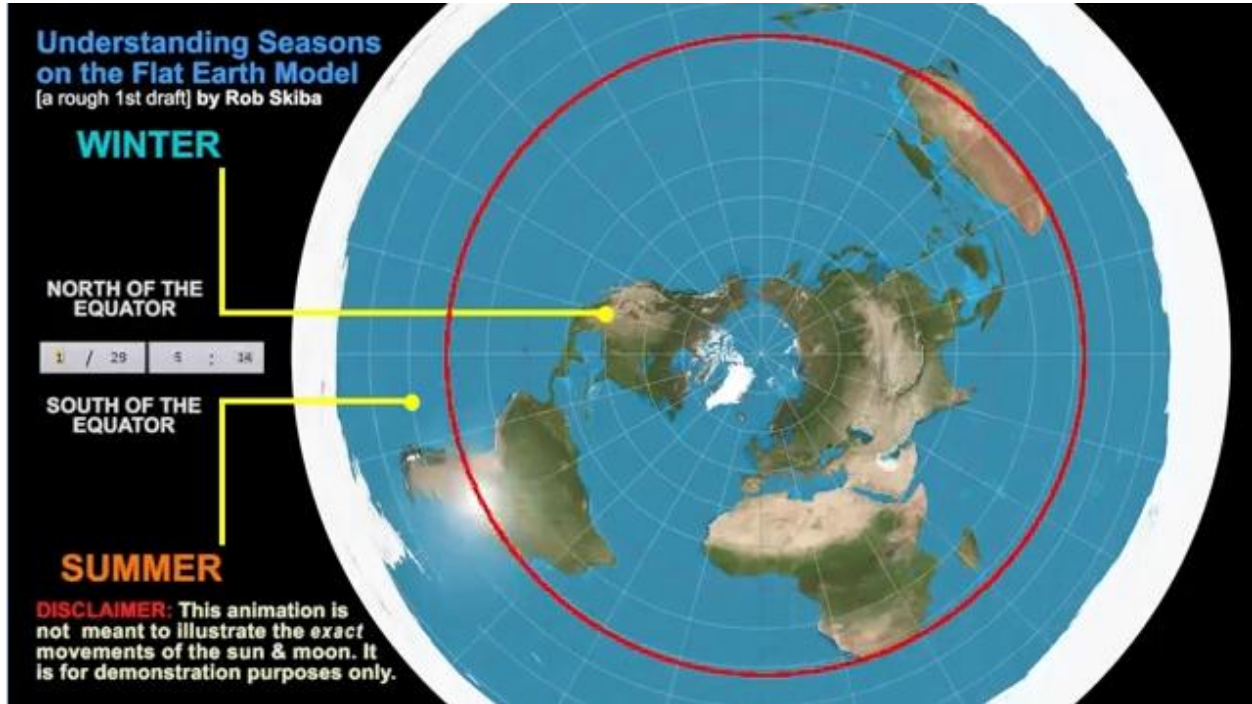 Understanding Seasons
on the Flat Earth Model
[a rough 1st draft] by Rob Skiba
WINTER
NORTH OF THE
EQUATOR
1 / 29 5 : 14
SOUTH OF THE
EQUATOR
SUMMER
DISCLAIMER: This animation is
not meant to illustrate the exact
movements of the sun & moon. It
is for demonstration purposes only.